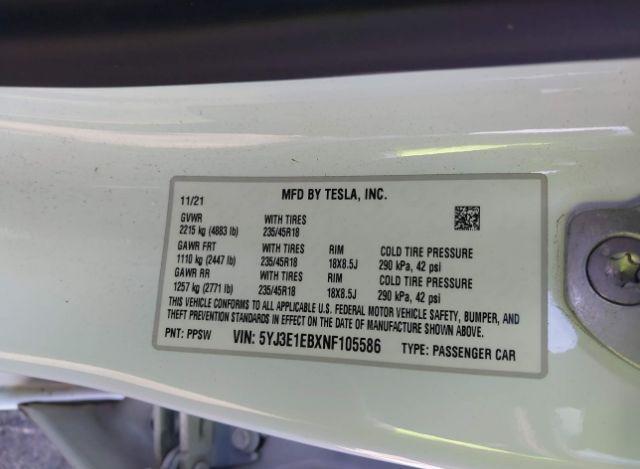 MFD BY TESLA, INC.
11/21
GVWR WITH TIRES
2215 kg (4883 lb) 235/45R18
GAWR FRT WITH TIRES RIM COLD TIRE PRESSURE
1110 kg (2447 lb) 235/45R18 18X8.5J 290 kPa, 42 psi
GAWR RR WITH TIRES RIM COLD TIRE PRESSURE
1257 kg (2771 lb) 235/45R18 18X8.5J 290 kPa, 42 psi
THIS VEHICLE CONFORMS TO ALL APPLICABLE U.S. FEDERAL MOTOR VEHICLE SAFETY, BUMPER, AND
THEFT PREVENTION STANDARDS IN EFFECT ON THE DATE OF MANUFACTURE SHOWN ABOVE.
PNT: PPSW VIN: 5YJ3E1EBXNF105586 TYPE: PASSENGER CAR